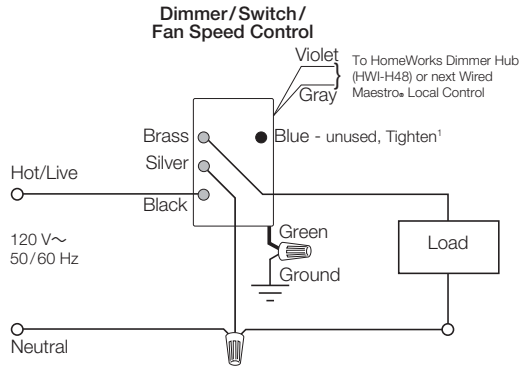 Dimmer/Switch/
Fan Speed Control
Violet
Gray
To HomeWorks Dimmer Hub
(HWI-H48) or next Wired
Maestro® Local Control
Brass
Blue - unused, Tighten¹
Silver
Hot/Live
Black
120 V~
50/60 Hz
Green
Load
Ground
Neutral